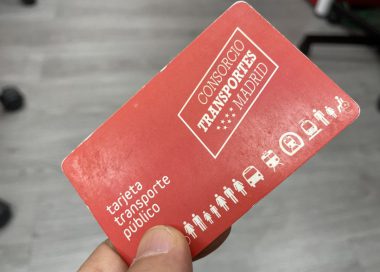 CONSORCIO
TRANSPORTES
MADRID
tarjeta
transporte
público